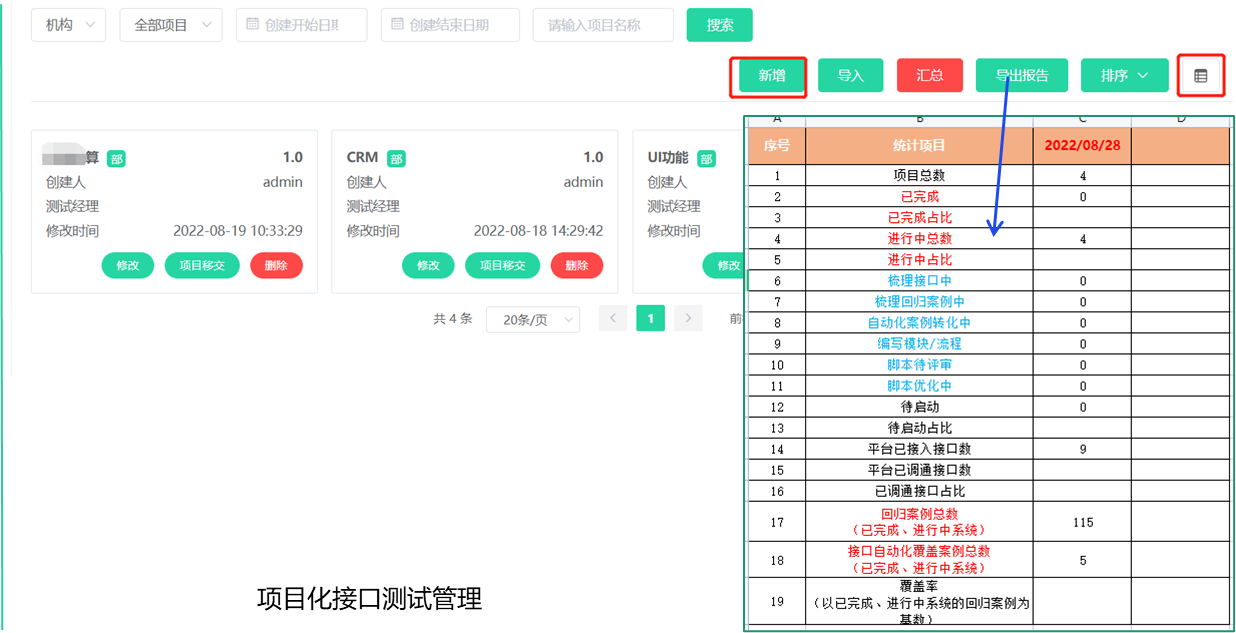 机构 全部项目 创建开始日期 创建结束日期 请输入项目名称 搜索
新增 导入 汇总 导出报告 排序
算 部 1.0
创建人 admin
测试经理
修改时间 2022-08-19 10:33:29
修改 项目移交 删除
CRM 部 1.0
创建人 admin
测试经理
修改时间 2022-08-18 14:29:42
修改 项目移交 删除
UI功能 部
创建人
测试经理
修改时间
修改
共 4 条 20条/页 < 1 > 前
A B C D
序号 统计项目 2022/08/28
1 项目总数 4
2 已完成 0
3 已完成占比
4 进行中总数 4
5 进行中占比
6 梳理接口中 0
7 梳理回归案例中 0
8 自动化案例转化中 0
9 编写模块/流程 0
10 脚本待评审 0
11 脚本优化中 0
12 待启动 0
13 待启动占比
14 平台已接入接口数 9
15 平台已调通接口数
16 已调通接口占比
17 回归案例总数 115
(已完成、进行中系统)
18 接口自动化覆盖案例总数 5
(已完成、进行中系统)
19 覆盖率
(以已完成、进行中系统的回归案例为
基数)
项目化接口测试管理